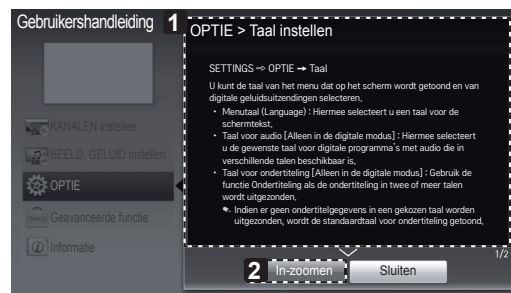 Gebruikershandleiding
1
OPTIE > Taal instellen
SETTINGS ⇨ OPTIE ➙ Taal
U kunt de taal van het menu dat op het scherm wordt getoond en van
digitale geluidsuitzendingen selecteren.
• Menutaal (Language) : Hiermee selecteert u een taal voor de
schermtekst.
• Taal voor audio [Alleen in de digitale modus] : Hiermee selecteert
u de gewenste taal voor digitale programma's met audio die in
verschillende talen beschikbaar is.
• Taal voor ondertiteling [Alleen in de digitale modus] : Gebruik de
functie Ondertiteling als de ondertiteling in twee of meer talen
wordt uitgezonden.
✎ Indien er geen ondertitelgegevens in een gekozen taal worden
uitgezonden, wordt de standaardtaal voor ondertiteling getoond.
KANALEN instellen
BEELD, GELUID instellen
OPTIE
Geavanceerde functie
Informatie
1/2
2
In-zoomen
Sluiten